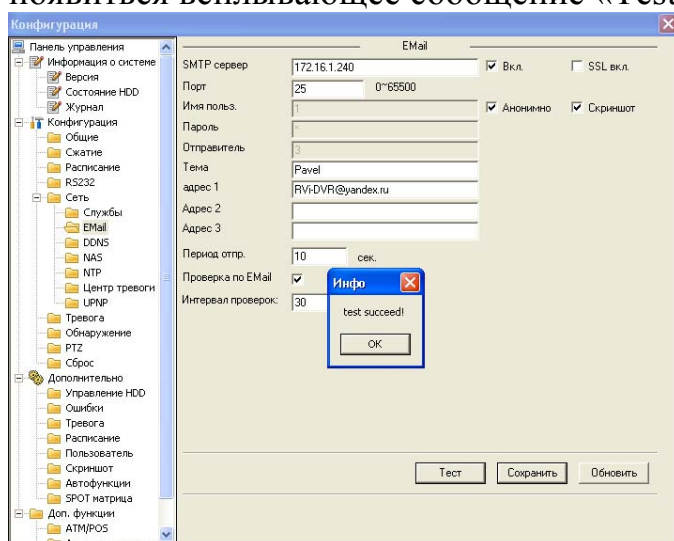 появиться всплывающее сообщение «Test
Конфигурация
Панель управления
Информация о системе
Версия
Состояние HDD
Журнал
Конфигурация
Общие
Сжатие
Расписание
RS232
Сеть
Службы
EMail
DDNS
NAS
NTP
Центр тревоги
UPNP
Тревога
Обнаружение
PTZ
Сброс
Дополнительно
Управление HDD
Ошибки
Тревога
Расписание
Пользователь
Скриншот
Автофункции
SPOT матрица
Доп. функции
ATM/POS
EMail
SMTP сервер 172.16.1.240 Вкл. SSL вкл.
Порт 25 0~65500
Имя польз. 1 Анонимно Скриншот
Пароль *
Отправитель 3
Тема Pavel
адрес 1 RVi-DVR@yandex.ru
Адрес 2
Адрес 3
Период отпр. 10 сек.
Проверка по EMail
Интервал проверок: 30
Инфо
test succeed!
OK
Тест Сохранить Обновить